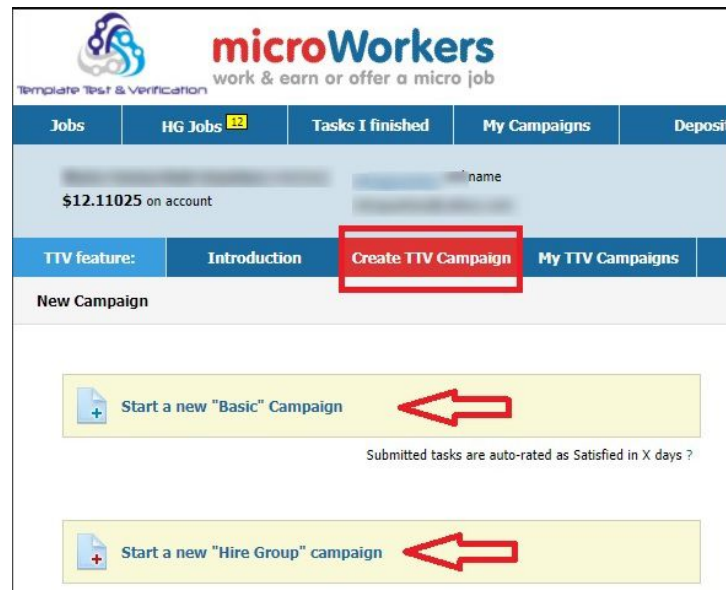 microWorkers
work & earn or offer a micro job
Template Test & Verification
Jobs HG Jobs 12 Tasks I finished My Campaigns Deposit
name
$12.11025 on account
TTV feature: Introduction Create TTV Campaign My TTV Campaigns
New Campaign
Start a new "Basic" Campaign
Submitted tasks are auto-rated as Satisfied in X days ?
Start a new "Hire Group" campaign